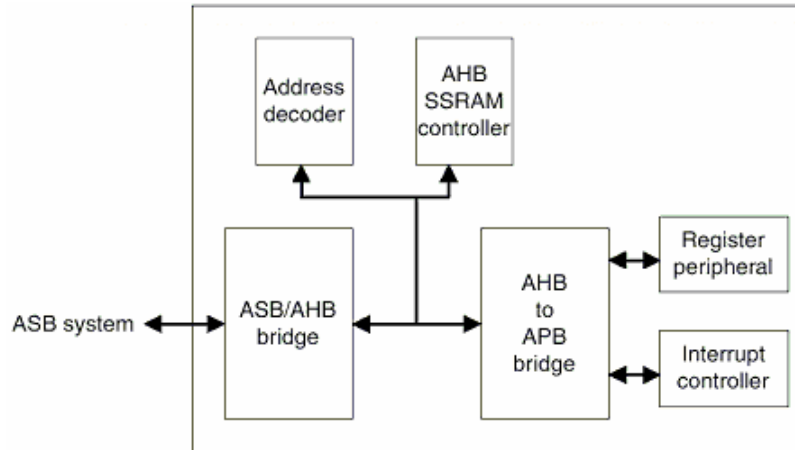 Address
decoder
AHB
SSRAM
controller
ASB system
ASB/AHB
bridge
AHB
to
APB
bridge
Register
peripheral
Interrupt
controller